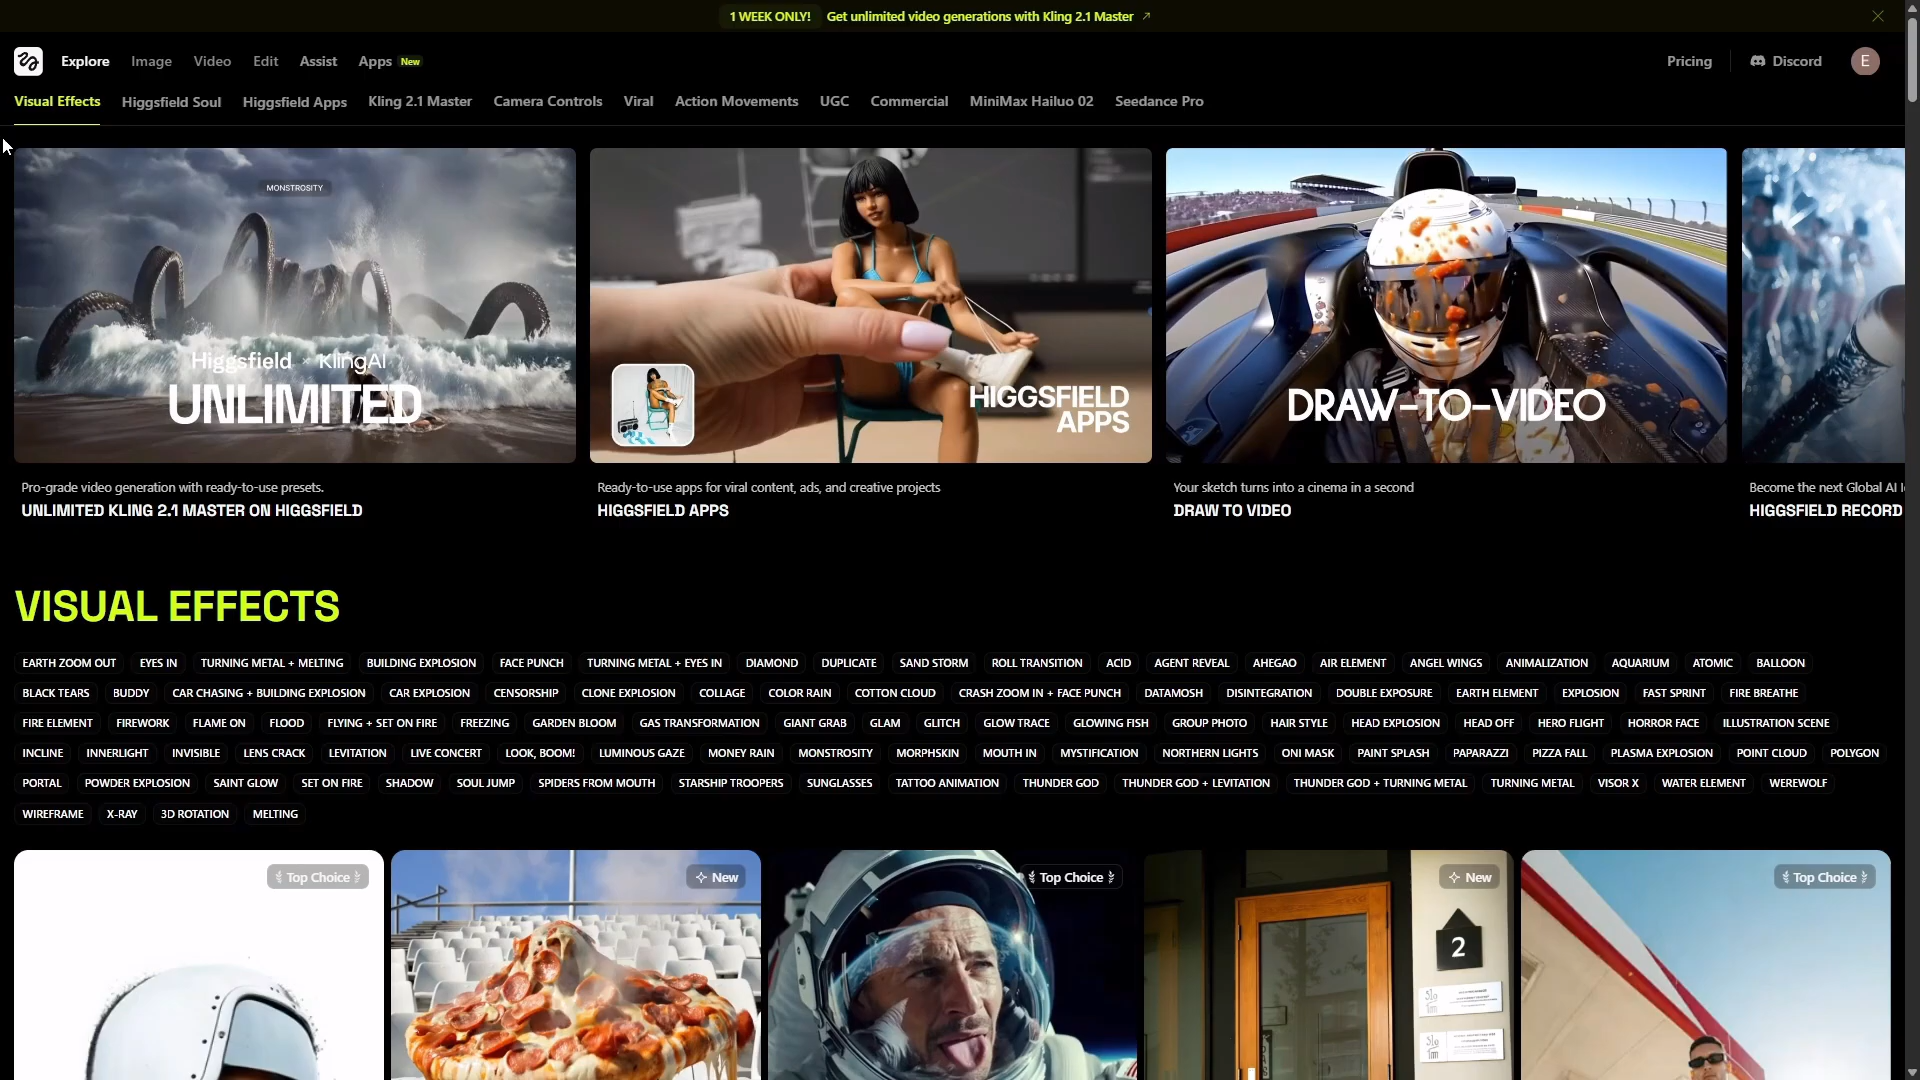 1 WEEK ONLY! Get unlimited video generations with Kling 2.1 Master
Explore Image Video Edit Assist Apps New
Pricing Discord E
Visual Effects Higgsfield Soul Higgsfield Apps Kling 2.1 Master Camera Controls Viral Action Movements UGC Commercial MiniMax Hailuo 02 Seedance Pro
MONSTROSITY
Higgsfield × KlingAI
UNLIMITED
HIGGSFIELD
APPS
DRAW-TO-VIDEO
Pro-grade video generation with ready-to-use presets.
UNLIMITED KLING 2.1 MASTER ON HIGGSFIELD
Ready-to-use apps for viral content, ads, and creative projects
HIGGSFIELD APPS
Your sketch turns into a cinema in a second
DRAW TO VIDEO
Become the next Global AI
HIGGSFIELD RECORD
VISUAL EFFECTS
EARTH ZOOM OUT EYES IN TURNING METAL + MELTING BUILDING EXPLOSION FACE PUNCH TURNING METAL + EYES IN DIAMOND DUPLICATE SAND STORM ROLL TRANSITION ACID AGENT REVEAL AHEGAO AIR ELEMENT ANGEL WINGS ANIMALIZATION AQUARIUM ATOMIC BALLOON
BLACK TEARS BUDDY CAR CHASING + BUILDING EXPLOSION CAR EXPLOSION CENSORSHIP CLONE EXPLOSION COLLAGE COLOR RAIN COTTON CLOUD CRASH ZOOM IN + FACE PUNCH DATAMOSH DISINTEGRATION DOUBLE EXPOSURE EARTH ELEMENT EXPLOSION FAST SPRINT FIRE BREATHE
FIRE ELEMENT FIREWORK FLAME ON FLOOD FLYING + SET ON FIRE FREEZING GARDEN BLOOM GAS TRANSFORMATION GIANT GRAB GLAM GLITCH GLOW TRACE GLOWING FISH GROUP PHOTO HAIR STYLE HEAD EXPLOSION HEAD OFF HERO FLIGHT HORROR FACE ILLUSTRATION SCENE
INCLINE INNERLIGHT INVISIBLE LENS CRACK LEVITATION LIVE CONCERT LOOK, BOOM! LUMINOUS GAZE MONEY RAIN MONSTROSITY MORPHSKIN MOUTH IN MYSTIFICATION NORTHERN LIGHTS ONI MASK PAINT SPLASH PAPARAZZI PIZZA FALL PLASMA EXPLOSION POINT CLOUD POLYGON
PORTAL POWDER EXPLOSION SAINT GLOW SET ON FIRE SHADOW SOUL JUMP SPIDERS FROM MOUTH STARSHIP TROOPERS SUNGLASSES TATTOO ANIMATION THUNDER GOD THUNDER GOD + LEVITATION THUNDER GOD + TURNING METAL TURNING METAL VISOR X WATER ELEMENT WEREWOLF
WIREFRAME X-RAY 3D ROTATION MELTING
Top Choice New Top Choice New Top Choice
2